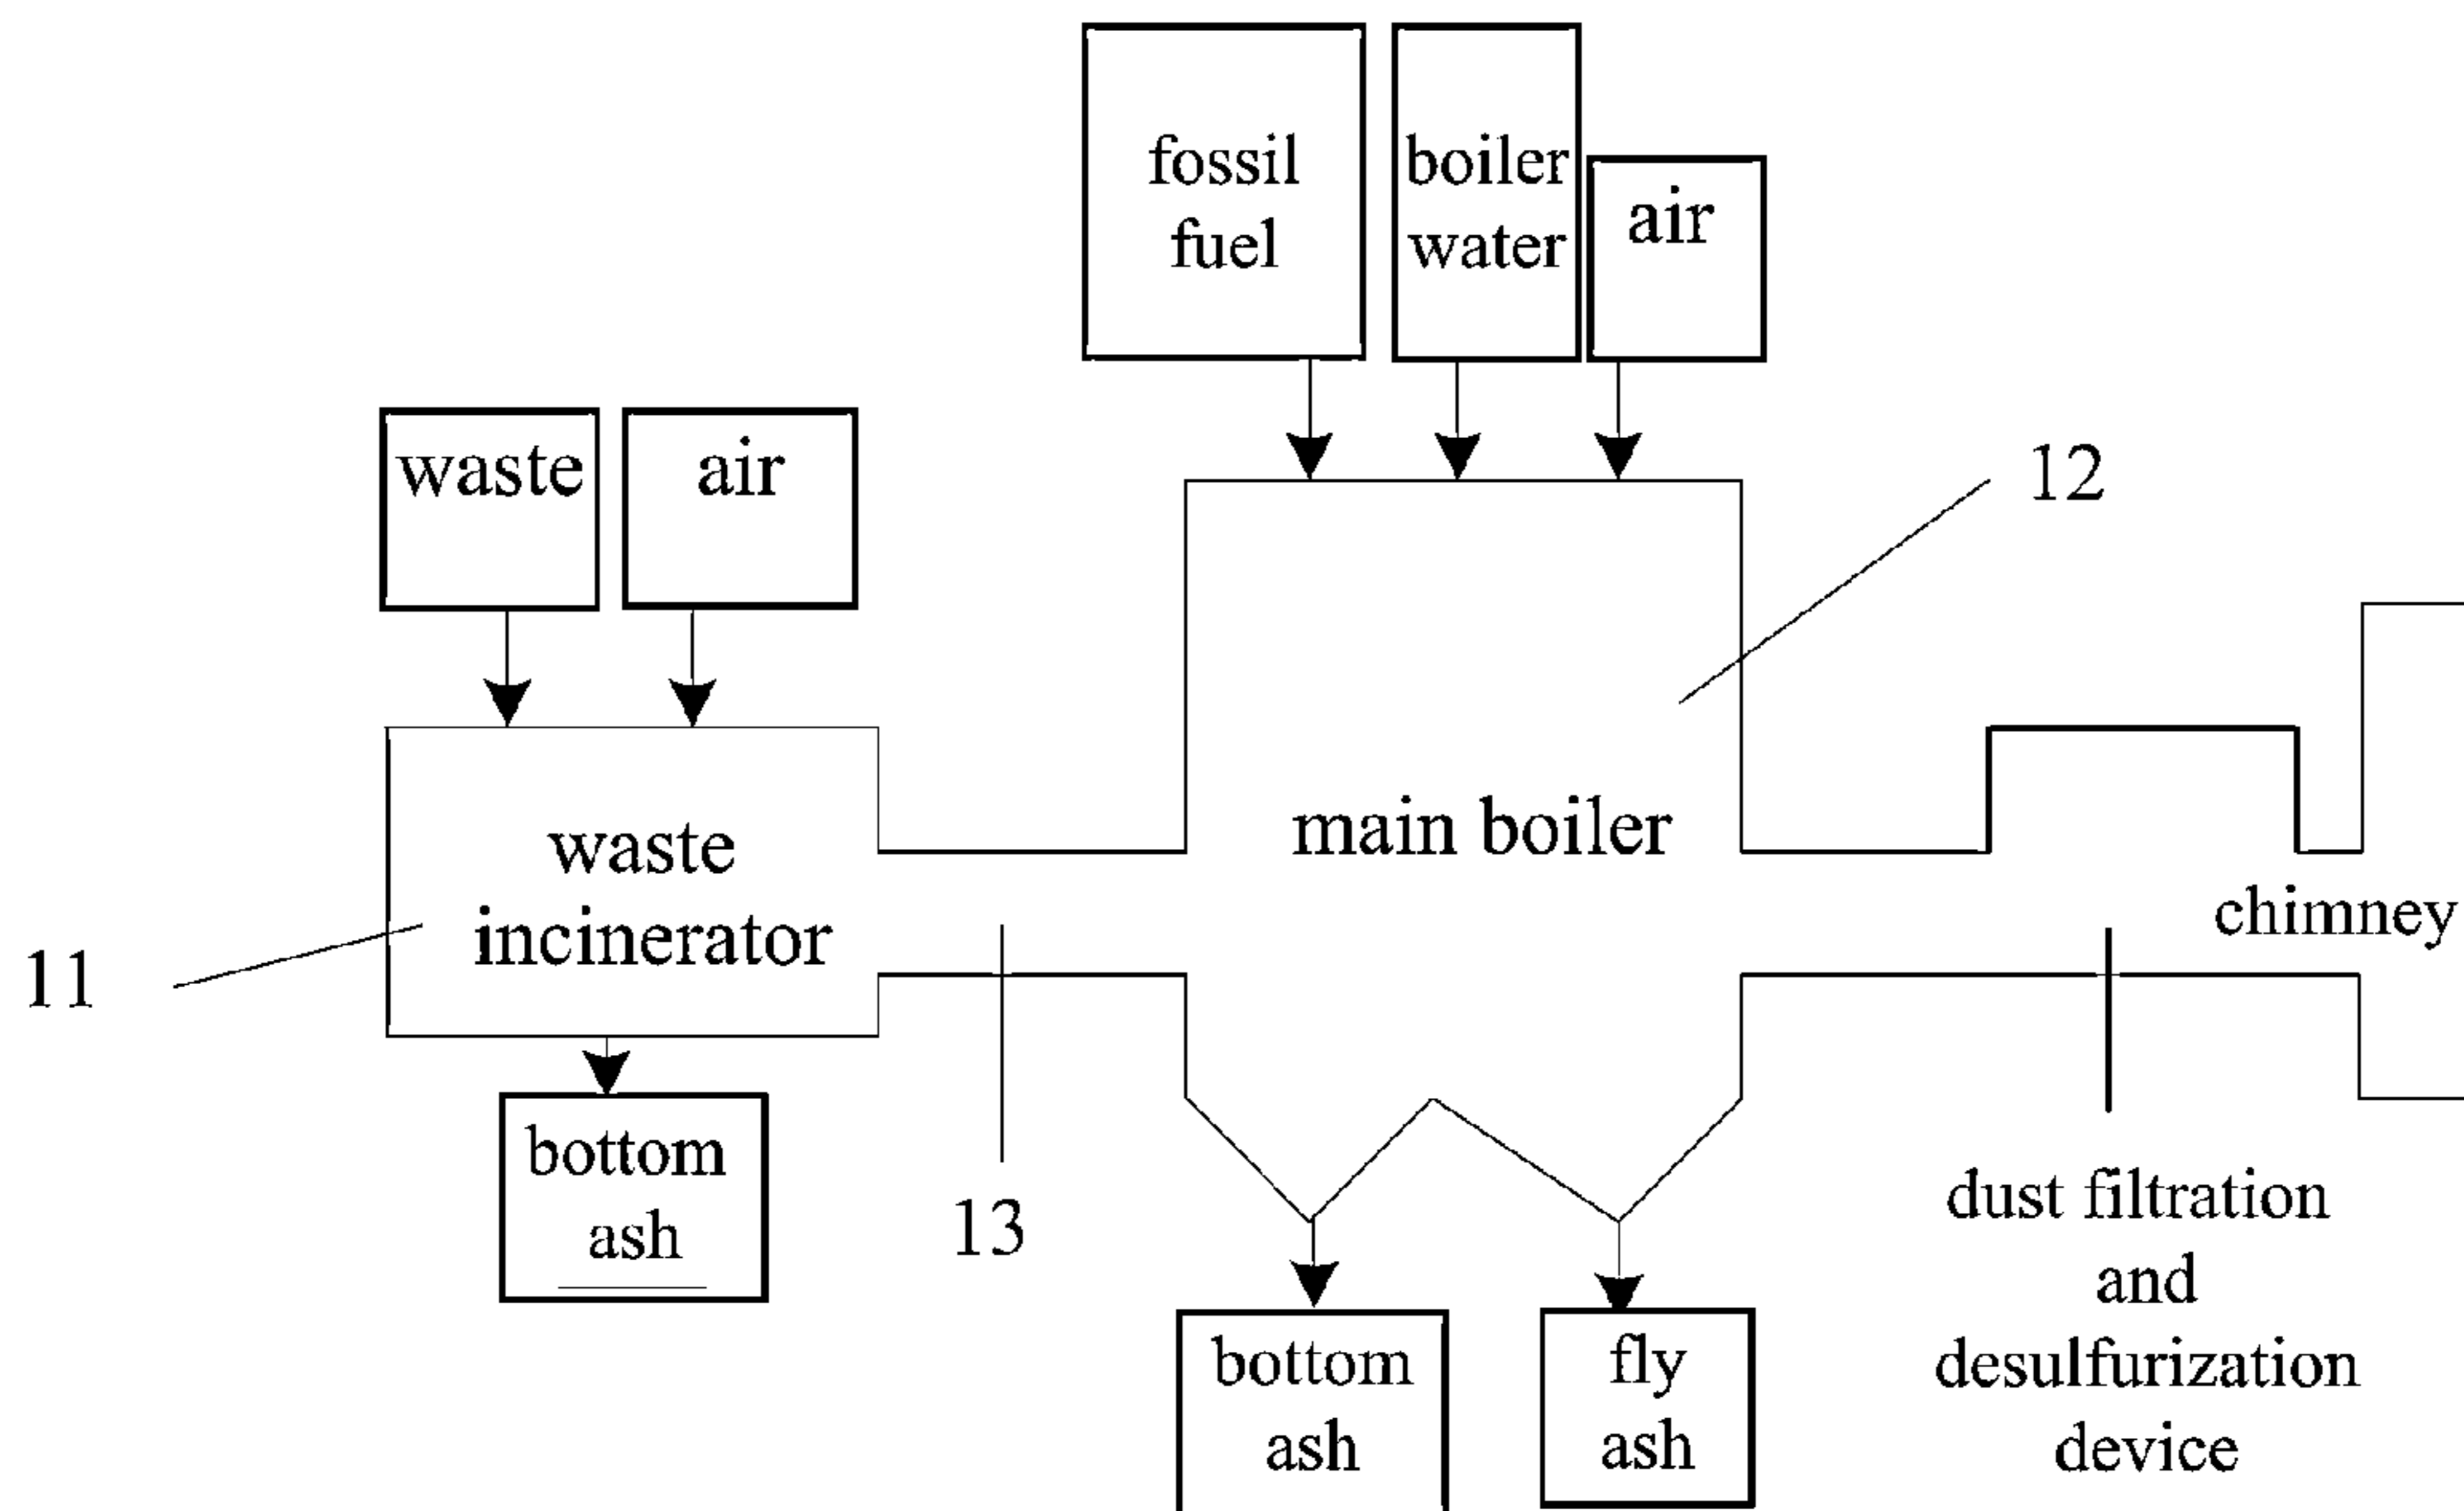 fossil
fuel
boiler
water
air
waste
air
12
waste
incinerator
main boiler
chimney
11
bottom
ash
13
bottom
ash
fly
ash
dust filtration
and
desulfurization
device